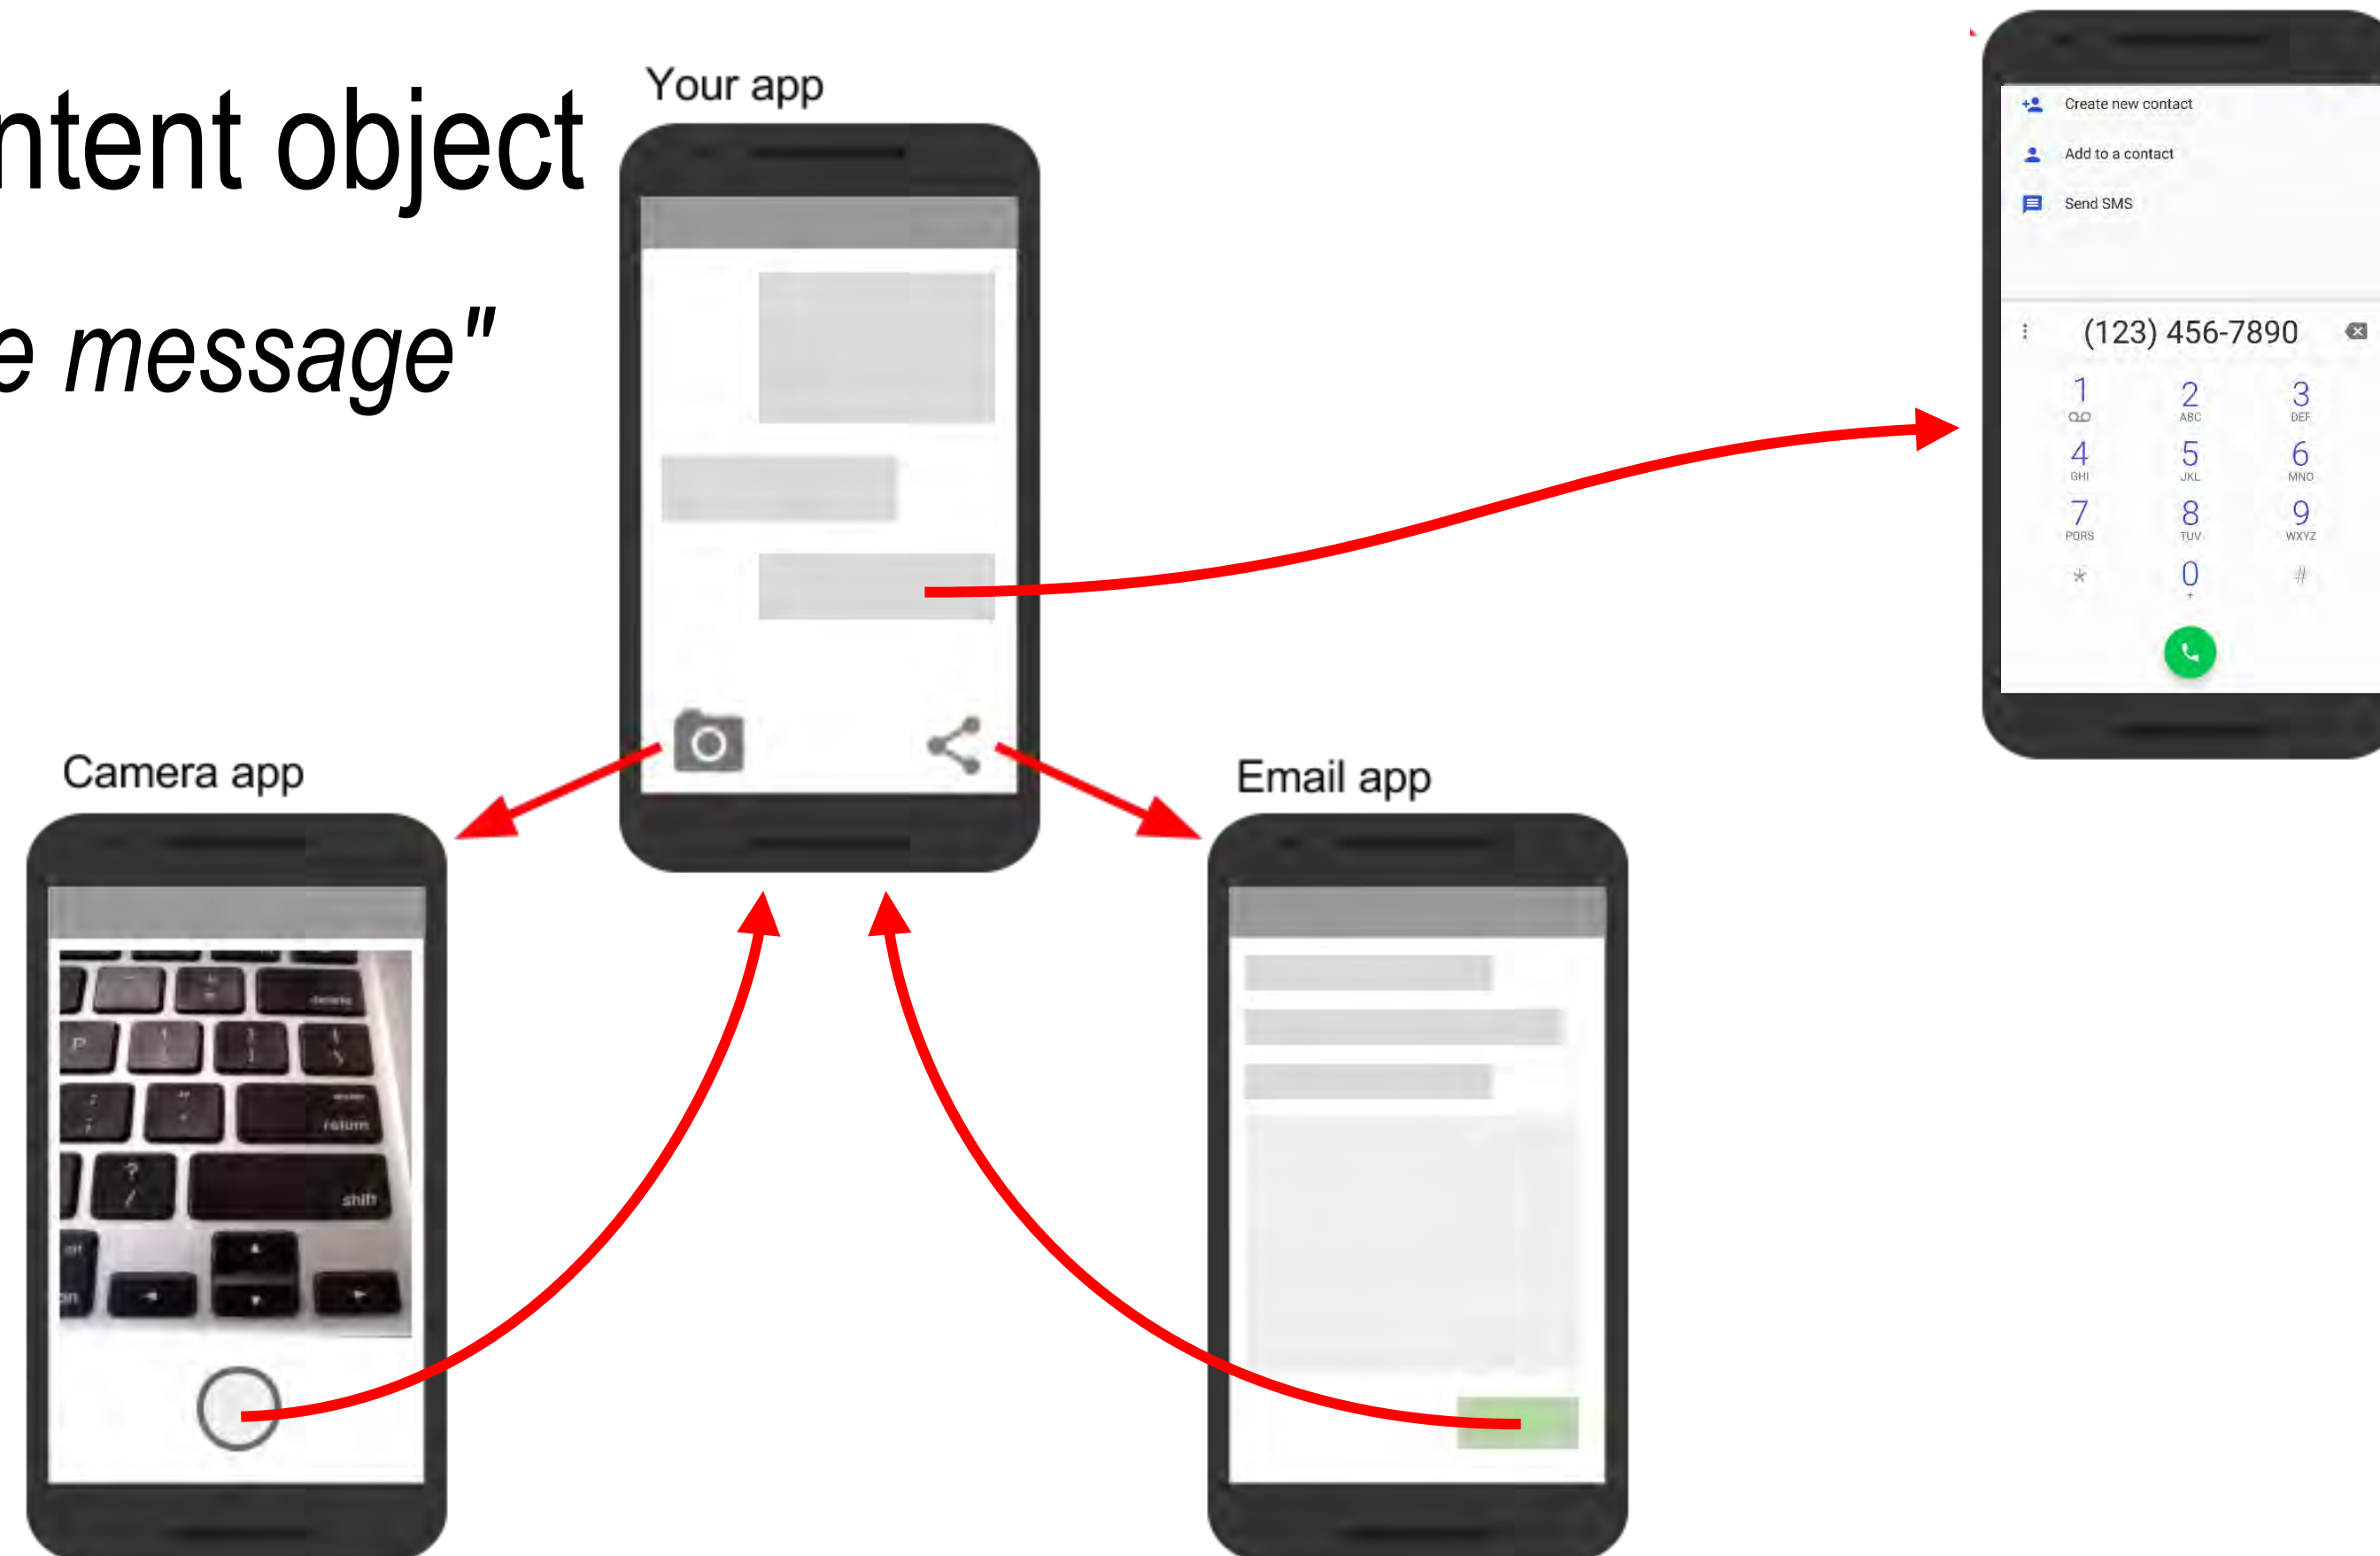 ntent object
e message"
Your app
Create new contact
Add to a contact
Send SMS
(123) 456-7890
1 2 3
ABC DEF
4 5 6
GHI JKL MNO
7 8 9
PQRS TUV WXYZ
* 0 #
+
Camera app
delete
P
return
? /
shift
Email app